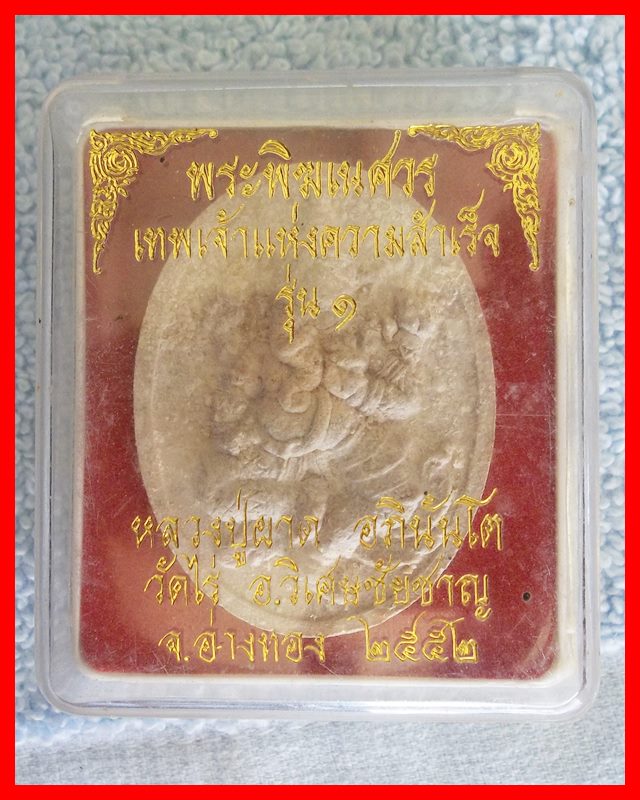 พระพิฆเนศวร
เทพเจ้าแห่งความสำเร็จ
รุ่น ๑
หลวงปู่ผาด อภินันโต
วัดไร่ อ.วิเศษชัยชาญ
จ.อ่างทอง ๒๕๕๒